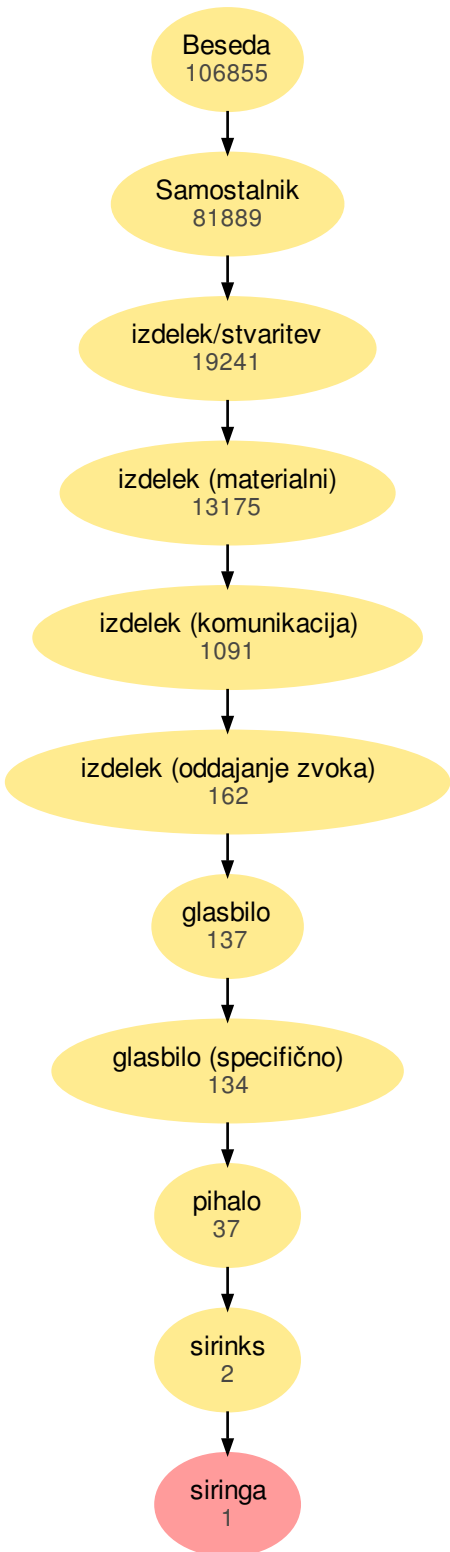 Beseda
106855
Samostalnik
81889
izdelek/stvaritev
19241
izdelek (materialni)
13175
izdelek (komunikacija)
1091
izdelek (oddajanje zvoka)
162
glasbilo
137
glasbilo (specifično)
134
pihalo
37
sirinks
2
siringa
1